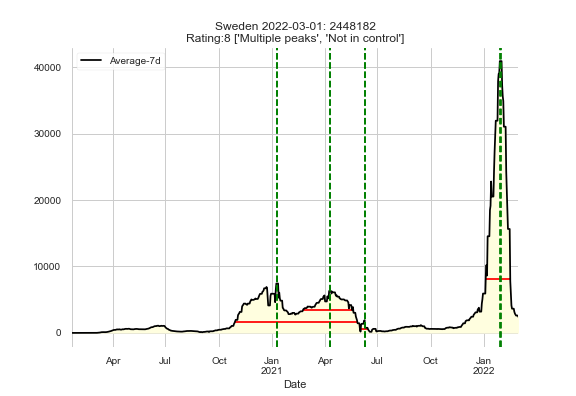 Sweden 2022-03-01: 2448182
Rating:8 ['Multiple peaks', 'Not in control']
Average-7d
40000
30000
20000
10000
0
Apr
Jul
Oct
Jan
2021
Apr
Jul
Oct
Jan
2022
Date